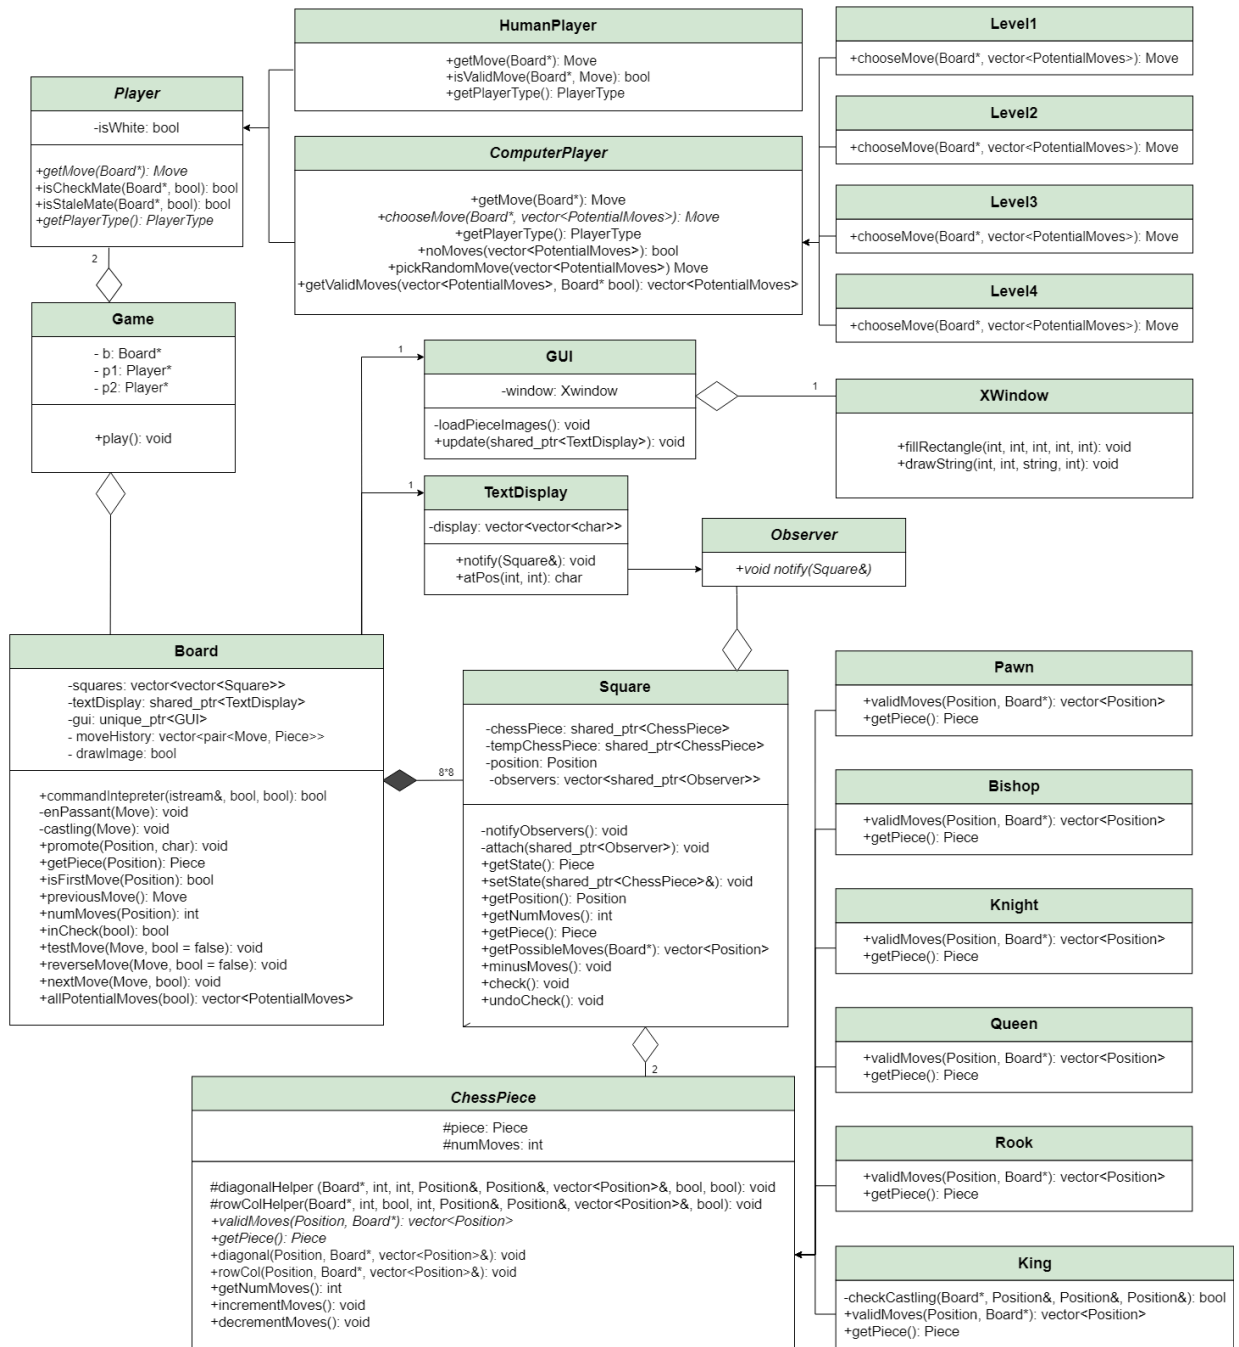 HumanPlayer
+getMove(Board*): Move
+isValidMove(Board*, Move): bool
+getPlayerType(): PlayerType
Level1
+chooseMove(Board*, vector<PotentialMoves>): Move
Player
-isWhite: bool
+getMove(Board*): Move
+isCheckMate(Board*, bool): bool
+isStaleMate(Board*, bool): bool
+getPlayerType(): PlayerType
2
Level2
+chooseMove(Board*, vector<PotentialMoves>): Move
ComputerPlayer
+getMove(Board*): Move
+chooseMove(Board*, vector<PotentialMoves>): Move
+getPlayerType(): PlayerType
+noMoves(vector<PotentialMoves>): bool
+pickRandomMove(vector<PotentialMoves>) Move
+getValidMoves(vector<PotentialMoves>, Board* bool): vector<PotentialMoves>
Level3
+chooseMove(Board*, vector<PotentialMoves>): Move
Level4
+chooseMove(Board*, vector<PotentialMoves>): Move
Game
- b: Board*
- p1: Player*
- p2: Player*
+play(): void
1
GUI
-window: Xwindow
-loadPieceImages(): void
+update(shared_ptr<TextDisplay>): void
1
XWindow
+fillRectangle(int, int, int, int, int): void
+drawString(int, int, string, int): void
1
TextDisplay
-display: vector<vector<char>>
+notify(Square&): void
+atPos(int, int): char
Observer
+void notify(Square&)
Board
-squares: vector<vector<Square>>
-textDisplay: shared_ptr<TextDisplay>
-gui: unique_ptr<GUI>
- moveHistory: vector<pair<Move, Piece>>
- drawImage: bool
+commandIntepreter(istream&, bool, bool): bool
-enPassant(Move): void
-castling(Move): void
+promote(Position, char): void
+getPiece(Position): Piece
+isFirstMove(Position): bool
+previousMove(): Move
+numMoves(Position): int
+inCheck(bool): bool
+testMove(Move, bool = false): void
+reverseMove(Move, bool = false): void
+nextMove(Move, bool): void
+allPotentialMoves(bool): vector<PotentialMoves>
8*8
Square
-chessPiece: shared_ptr<ChessPiece>
-tempChessPiece: shared_ptr<ChessPiece>
-position: Position
-observers: vector<shared_ptr<Observer>>
-notifyObservers(): void
-attach(shared_ptr<Observer>): void
+getState(): Piece
+setState(shared_ptr<ChessPiece>&): void
+getPosition(): Position
+getNumMoves(): int
+getPiece(): Piece
+getPossibleMoves(Board*): vector<Position>
+minusMoves(): void
+check(): void
+undoCheck(): void
2
Pawn
+validMoves(Position, Board*): vector<Position>
+getPiece(): Piece
Bishop
+validMoves(Position, Board*): vector<Position>
+getPiece(): Piece
Knight
+validMoves(Position, Board*): vector<Position>
+getPiece(): Piece
Queen
+validMoves(Position, Board*): vector<Position>
+getPiece(): Piece
Rook
+validMoves(Position, Board*): vector<Position>
+getPiece(): Piece
King
-checkCastling(Board*, Position&, Position&, Position&): bool
+validMoves(Position, Board*): vector<Position>
+getPiece(): Piece
ChessPiece
#piece: Piece
#numMoves: int
#diagonalHelper (Board*, int, int, Position&, Position&, vector<Position>&, bool, bool): void
#rowColHelper(Board*, int, bool, int, Position&, Position&, vector<Position>&, bool): void
+validMoves(Position, Board*): vector<Position>
+getPiece(): Piece
+diagonal(Position, Board*, vector<Position>&): void
+rowCol(Position, Board*, vector<Position>&): void
+getNumMoves(): int
+incrementMoves(): void
+decrementMoves(): void